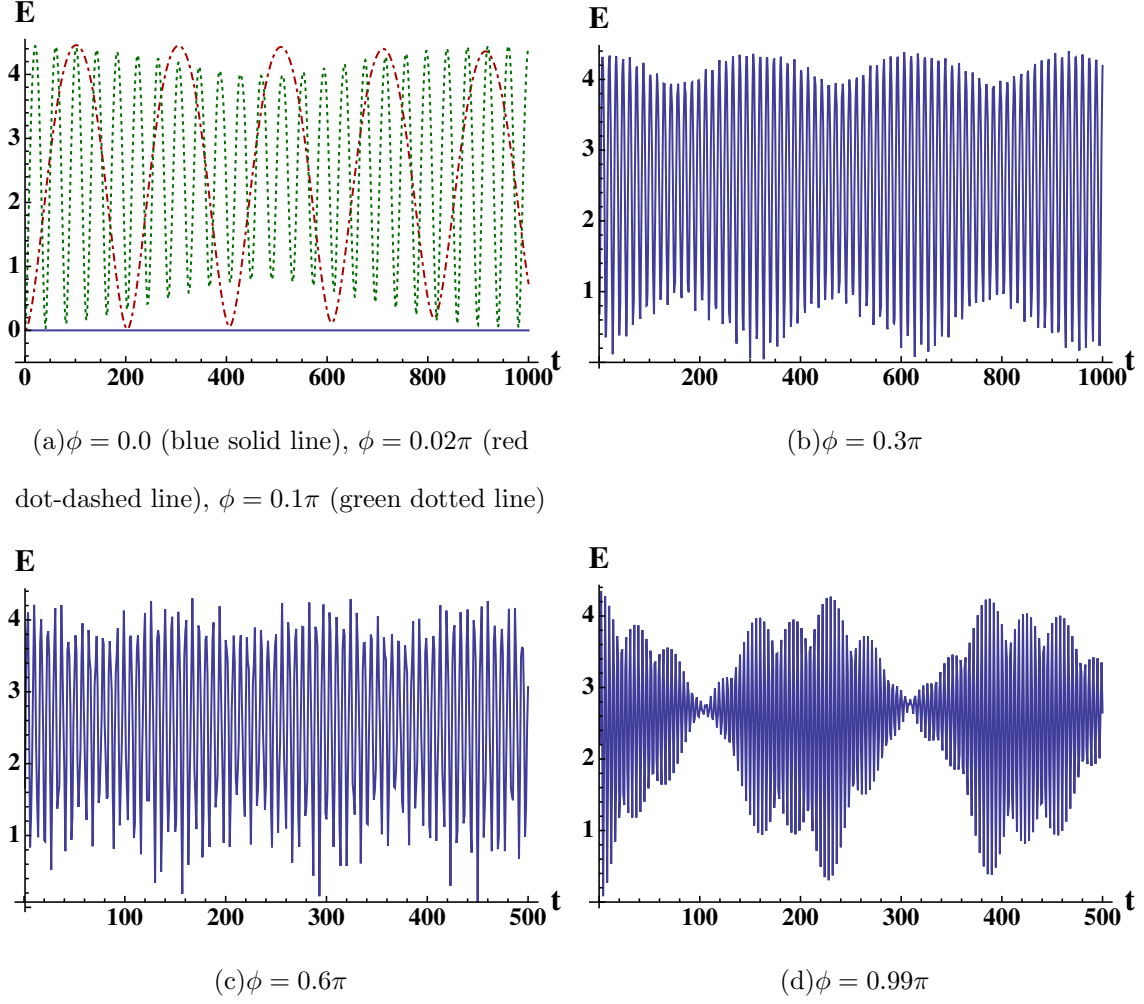 E
4
3
2
1
0
0 200 400 600 800 1000 t
(a)ϕ = 0.0 (blue solid line), ϕ = 0.02π (red
dot-dashed line), ϕ = 0.1π (green dotted line)
E
4
3
2
1
200 400 600 800 1000 t
(b)ϕ = 0.3π
E
4
3
2
1
100 200 300 400 500 t
(c)ϕ = 0.6π
E
4
3
2
1
100 200 300 400 500 t
(d)ϕ = 0.99π